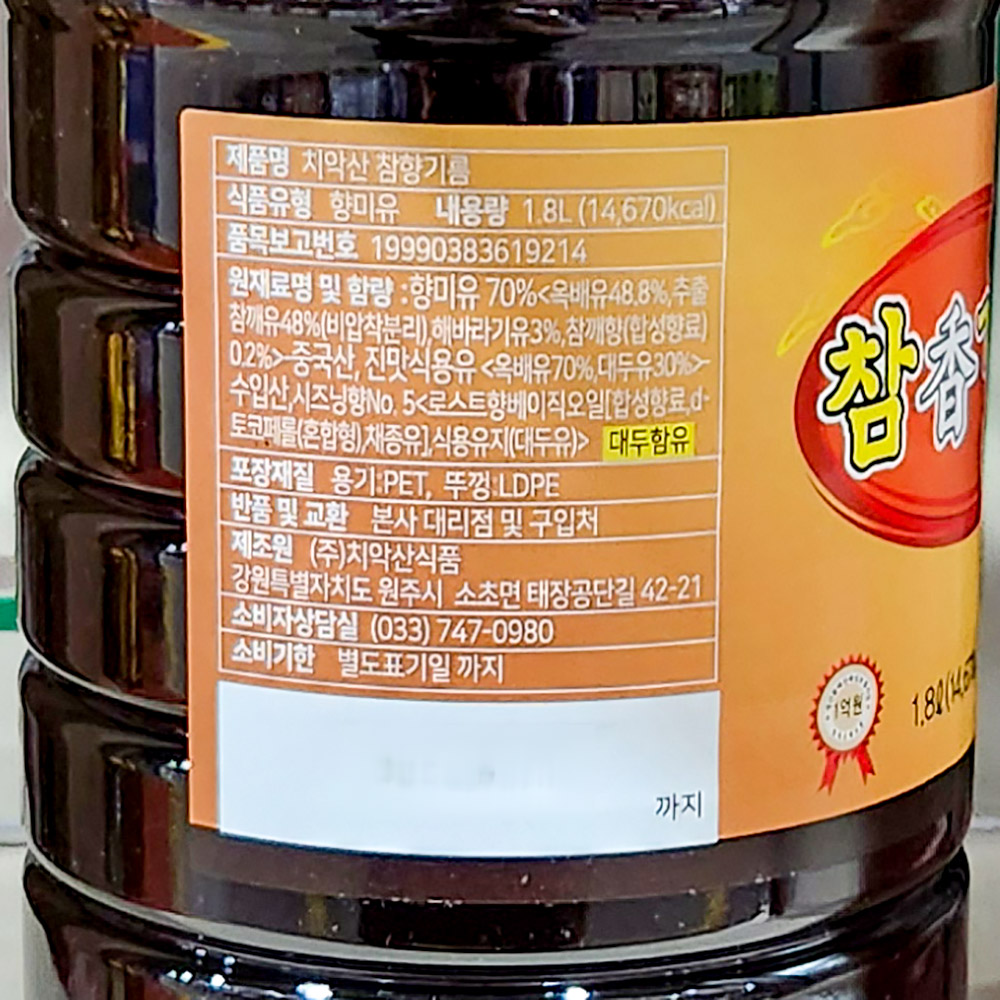 제품명 치악산 참향기름
식품유형 향미유 내용량 1.8L (14,670kcal)
품목보고번호 19990383619214
원재료명 및 함량 :향미유 70%<옥배유48.8%,추출
참깨유48%(비압착분리),해바라기유3%,참깨향(합성향료)
0.2%>중국산, 진맛식용유 <옥배유70%,대두유30%>
수입산,시즈닝향No. 5<로스트향베이직오일[합성향료,d-
토코페롤(혼합형),채종유],식용유지(대두유)> 대두함유
포장재질 용기:PET, 뚜껑:LDPE
반품 및 교환 본사 대리점 및 구입처
제조원 (주)치악산식품
강원특별자치도 원주시 소초면 태장공단길 42-21
소비자상담실 (033) 747-0980
소비기한 별도표기일 까지
까지
참香
1억원
1.8ℓ(14,67